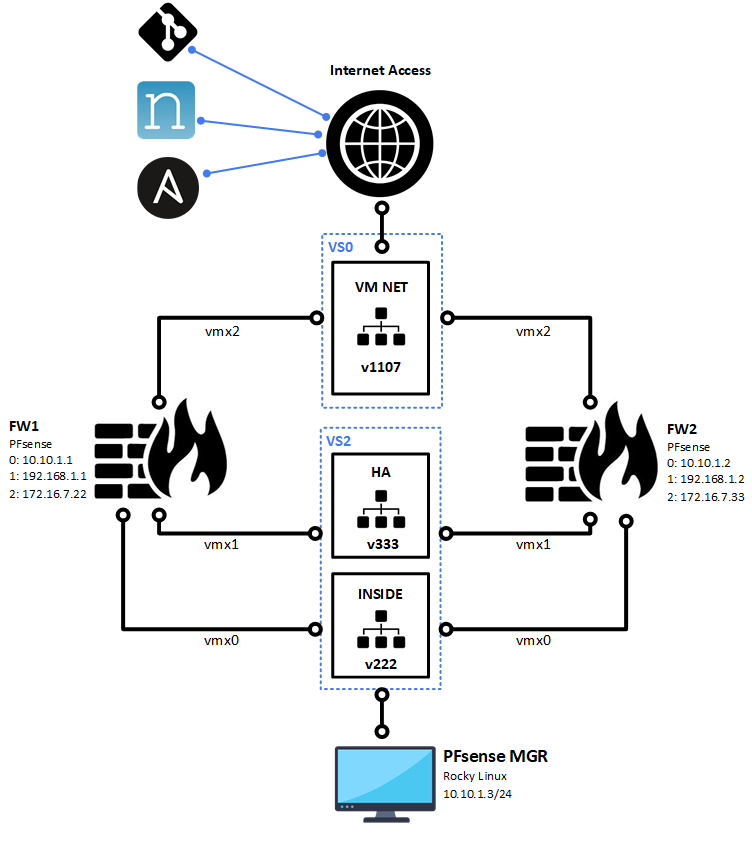 Internet Access
n
VS0
VM NET
v1107
vmx2
vmx2
FW1
PFsense
0: 10.10.1.1
1: 192.168.1.1
2: 172.16.7.22
FW2
PFsense
0: 10.10.1.2
1: 192.168.1.2
2: 172.16.7.33
VS2
HA
v333
vmx1
vmx1
INSIDE
v222
vmx0
vmx0
PFsense MGR
Rocky Linux
10.10.1.3/24